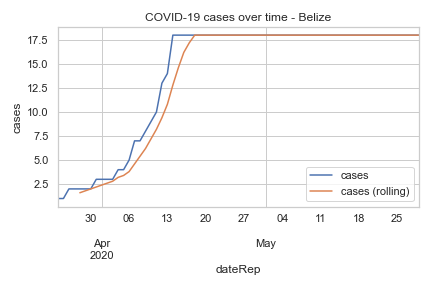 COVID-19 cases over time - Belize
17.5
15.0
12.5
10.0
7.5
5.0
2.5
cases
cases
cases (rolling)
30 06 13 20 27 04 11 18 25
Apr May
2020
dateRep